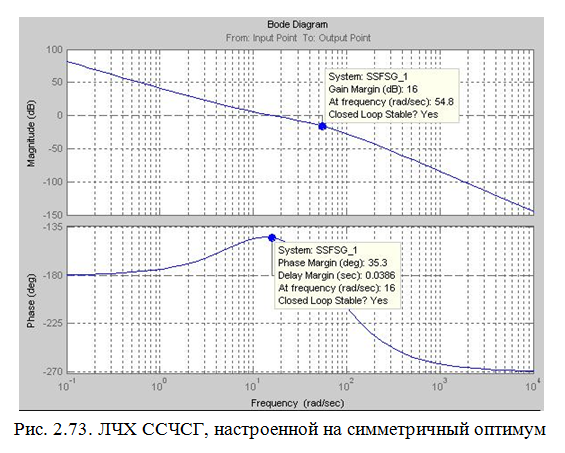 Bode Diagram
From: Input Point To: Output Point
Magnitude (dB)
100
50
0
-50
-100
-150
System: SSFSG_1
Gain Margin (dB): 16
At frequency (rad/sec): 54.8
Closed Loop Stable? Yes
Phase (deg)
-135
-180
-225
-270
System: SSFSG_1
Phase Margin (deg): 35.3
Delay Margin (sec): 0.0386
At frequency (rad/sec): 16
Closed Loop Stable? Yes
10^-1 10^0 10^1 10^2 10^3 10^4
Frequency (rad/sec)
Рис. 2.73. ЛЧХ ССЧСГ, настроенной на симметричный оптимум